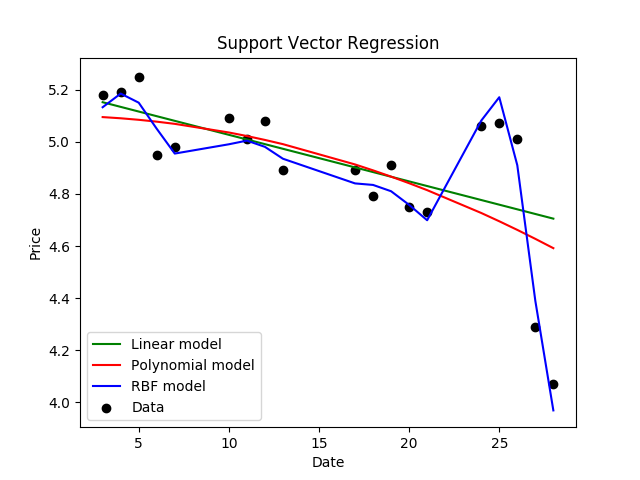 Support Vector Regression
5.2
5.0
4.8
4.6
4.4
4.2
4.0
Price
Linear model
Polynomial model
RBF model
Data
5 10 15 20 25
Date